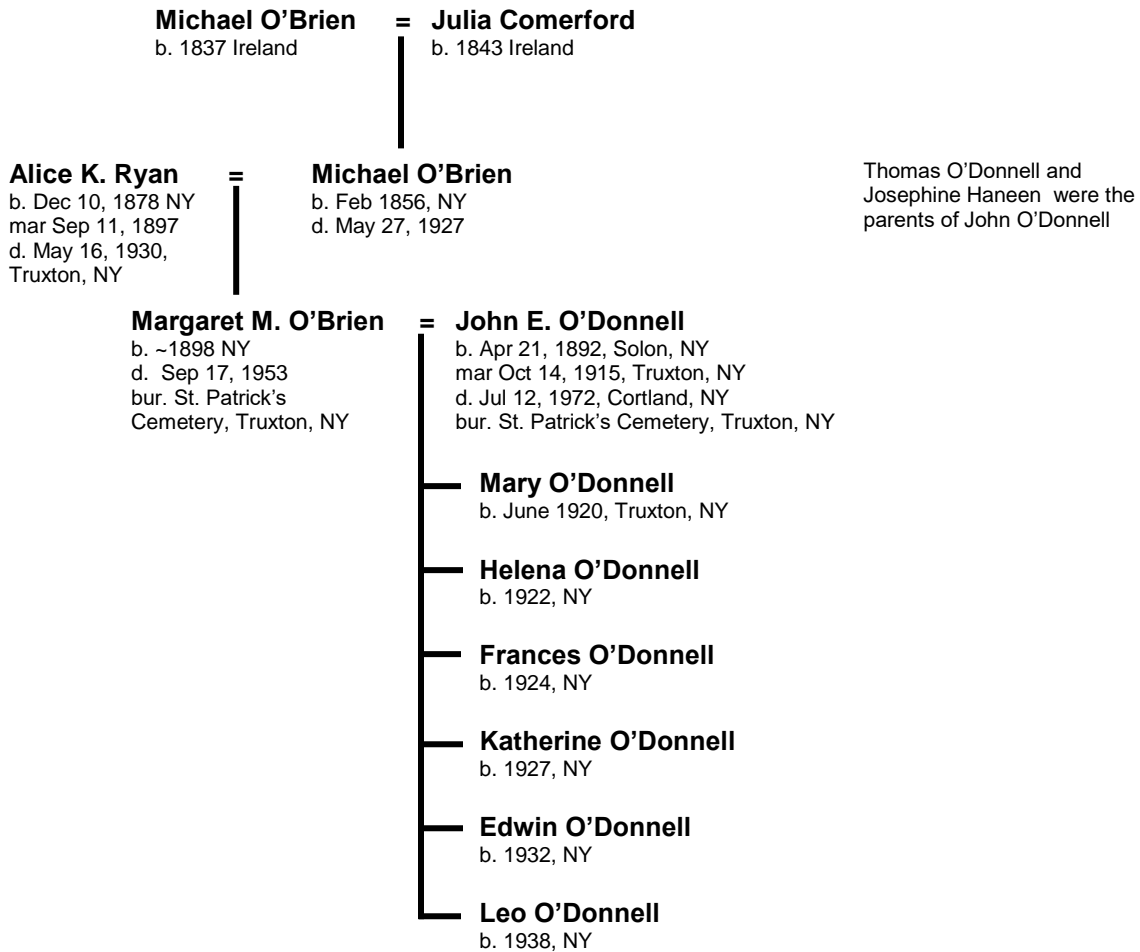 Michael O'Brien = Julia Comerford
b. 1837 Ireland b. 1843 Ireland
Alice K. Ryan = Michael O'Brien
b. Dec 10, 1878 NY
mar Sep 11, 1897
d. May 16, 1930,
Truxton, NY
b. Feb 1856, NY
d. May 27, 1927
Thomas O'Donnell and
Josephine Haneen were the
parents of John O'Donnell
Margaret M. O'Brien = John E. O'Donnell
b. ~1898 NY
d. Sep 17, 1953
bur. St. Patrick's
Cemetery, Truxton, NY
b. Apr 21, 1892, Solon, NY
mar Oct 14, 1915, Truxton, NY
d. Jul 12, 1972, Cortland, NY
bur. St. Patrick's Cemetery, Truxton, NY
Mary O'Donnell
b. June 1920, Truxton, NY
Helena O'Donnell
b. 1922, NY
Frances O'Donnell
b. 1924, NY
Katherine O'Donnell
b. 1927, NY
Edwin O'Donnell
b. 1932, NY
Leo O'Donnell
b. 1938, NY